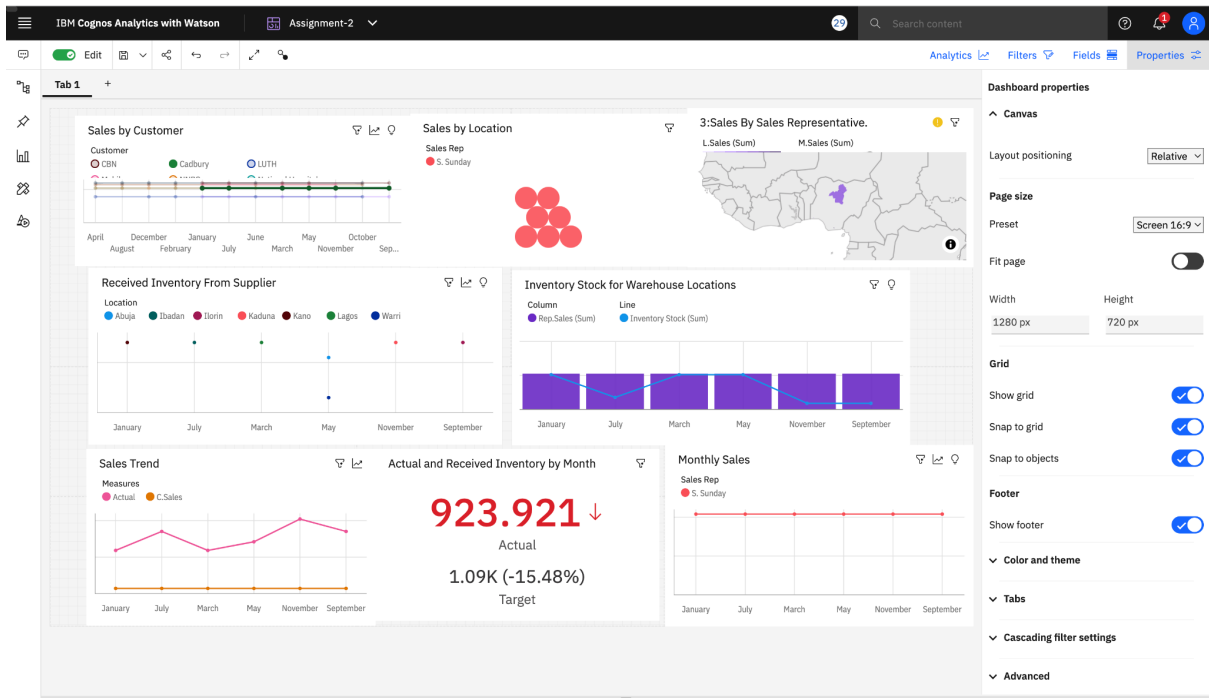 IBM Cognos Analytics with Watson
Assignment-2
29
Search content
1
Edit
Analytics
Filters
Fields
Properties
Tab 1
+
Dashboard properties
Canvas
Layout positioning
Relative
Page size
Preset
Screen 16:9
Fit page
Width
Height
1280 px
720 px
Grid
Show grid
Snap to grid
Snap to objects
Footer
Show footer
Color and theme
Tabs
Cascading filter settings
Advanced
Sales by Customer
Customer
CBN
Cadbury
LUTH
April December January June May October
August February July March November Sep...
Sales by Location
Sales Rep
S. Sunday
3:Sales By Sales Representative.
L.Sales (Sum)
M.Sales (Sum)
Received Inventory From Supplier
Location
Abuja Ibadan Ilorin Kaduna Kano Lagos Warri
January July March May November September
Inventory Stock for Warehouse Locations
Column Line
Rep.Sales (Sum) Inventory Stock (Sum)
January July March May November September
Sales Trend
Measures
Actual C.Sales
January July March May November September
Actual and Received Inventory by Month
923.921
Actual
1.09K (-15.48%)
Target
Monthly Sales
Sales Rep
S. Sunday
January July March May November September